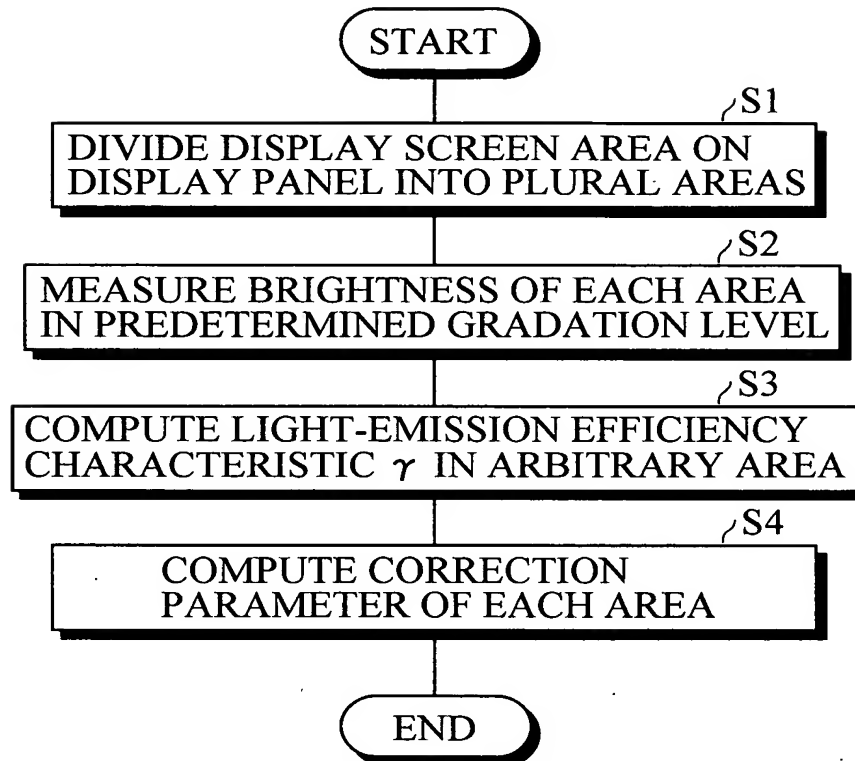 START
S1
DIVIDE DISPLAY SCREEN AREA ON
DISPLAY PANEL INTO PLURAL AREAS
S2
MEASURE BRIGHTNESS OF EACH AREA
IN PREDETERMINED GRADATION LEVEL
S3
COMPUTE LIGHT-EMISSION EFFICIENCY
CHARACTERISTIC γ IN ARBITRARY AREA
S4
COMPUTE CORRECTION
PARAMETER OF EACH AREA
END